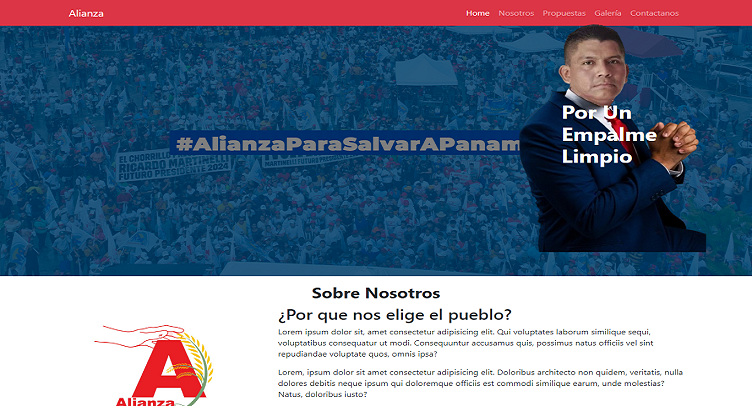 Alianza
Home Nosotros Propuestas Galería Contactanos
#AlianzaParaSalvarAPanam
Por Un
Empalme
Limpio
EL CHORRILLO
RICARDO MARTINELLI
FUTURO PRESIDENTE 2024
MARTINELLI
FUTURO PRESIDENTE
Sobre Nosotros
¿Por que nos elige el pueblo?
Lorem ipsum dolor sit, amet consectetur adipisicing elit. Qui voluptates laborum similique sequi,
voluptatibus consequatur ut modi. Consequuntur accusamus quis, possimus natus officiis vel sint
repudiandae voluptate quos, omnis ipsa?
Lorem, ipsum dolor sit amet consectetur adipisicing elit. Doloribus architecto non quidem, veritatis, nulla
dolores debitis neque ipsum qui doloremque officiis est commodi similique earum, unde molestias?
Natus, doloribus iusto?
A
Alianza